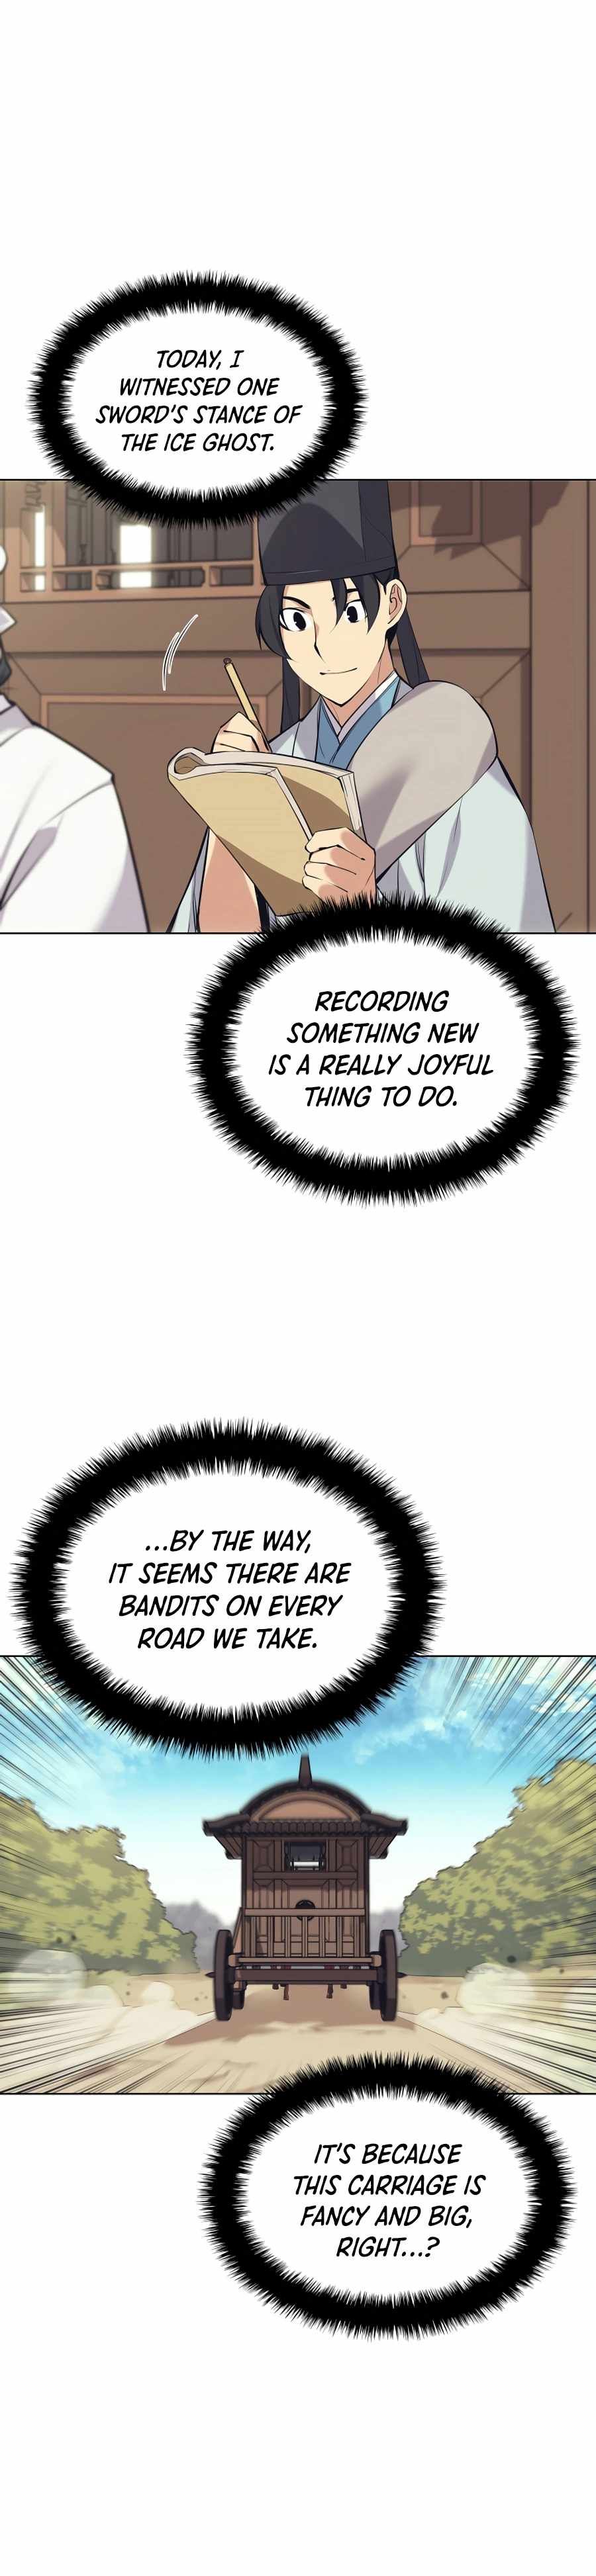 TODAY, I
WITNESSED ONE
SWORD'S STANCE OF
THE ICE GHOST.
RECORDING
SOMETHING NEW
IS A REALLY JOYFUL
THING TO DO.
...BY THE WAY,
IT SEEMS THERE ARE
BANDITS ON EVERY
ROAD WE TAKE.
IT'S BECAUSE
THIS CARRIAGE IS
FANCY AND BIG,
RIGHT...?